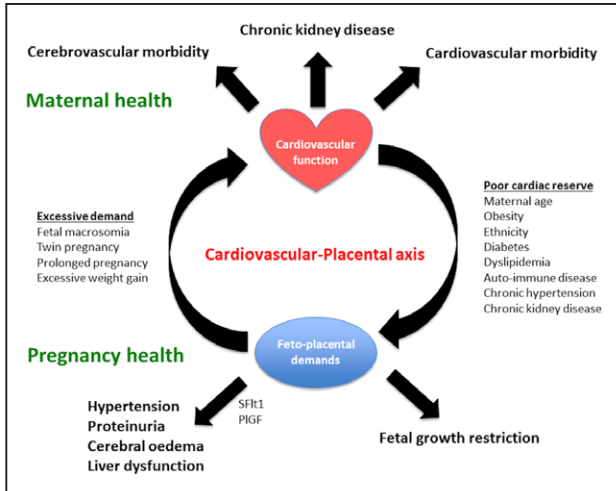 Chronic kidney disease
Cerebrovascular morbidity
Cardiovascular morbidity
Maternal health
Cardiovascular
function
Poor cardiac reserve
Maternal age
Obesity
Ethnicity
Diabetes
Dyslipidemia
Auto-immune disease
Chronic hypertension
Chronic kidney disease
Excessive demand
Fetal macrosomia
Twin pregnancy
Prolonged pregnancy
Excessive weight gain
Cardiovascular-Placental axis
Pregnancy health
Feto-placental
demands
SFlt1
PlGF
Hypertension
Proteinuria
Cerebral oedema
Liver dysfunction
Fetal growth restriction